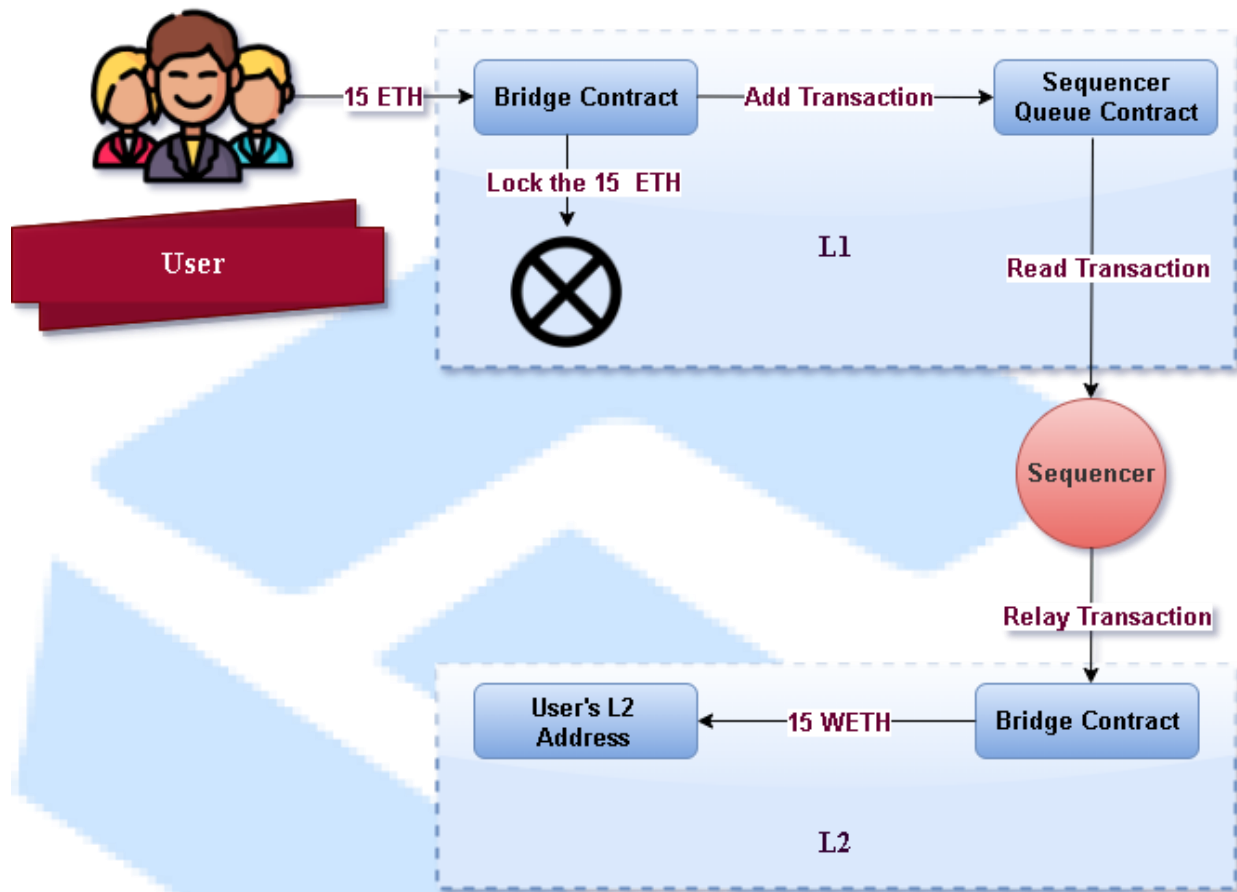 15 ETH
Bridge Contract
Add Transaction
Sequencer
Queue Contract
Lock the 15 ETH
User
L1
Read Transaction
Sequencer
Relay Transaction
User's L2
Address
15 WETH
Bridge Contract
L2